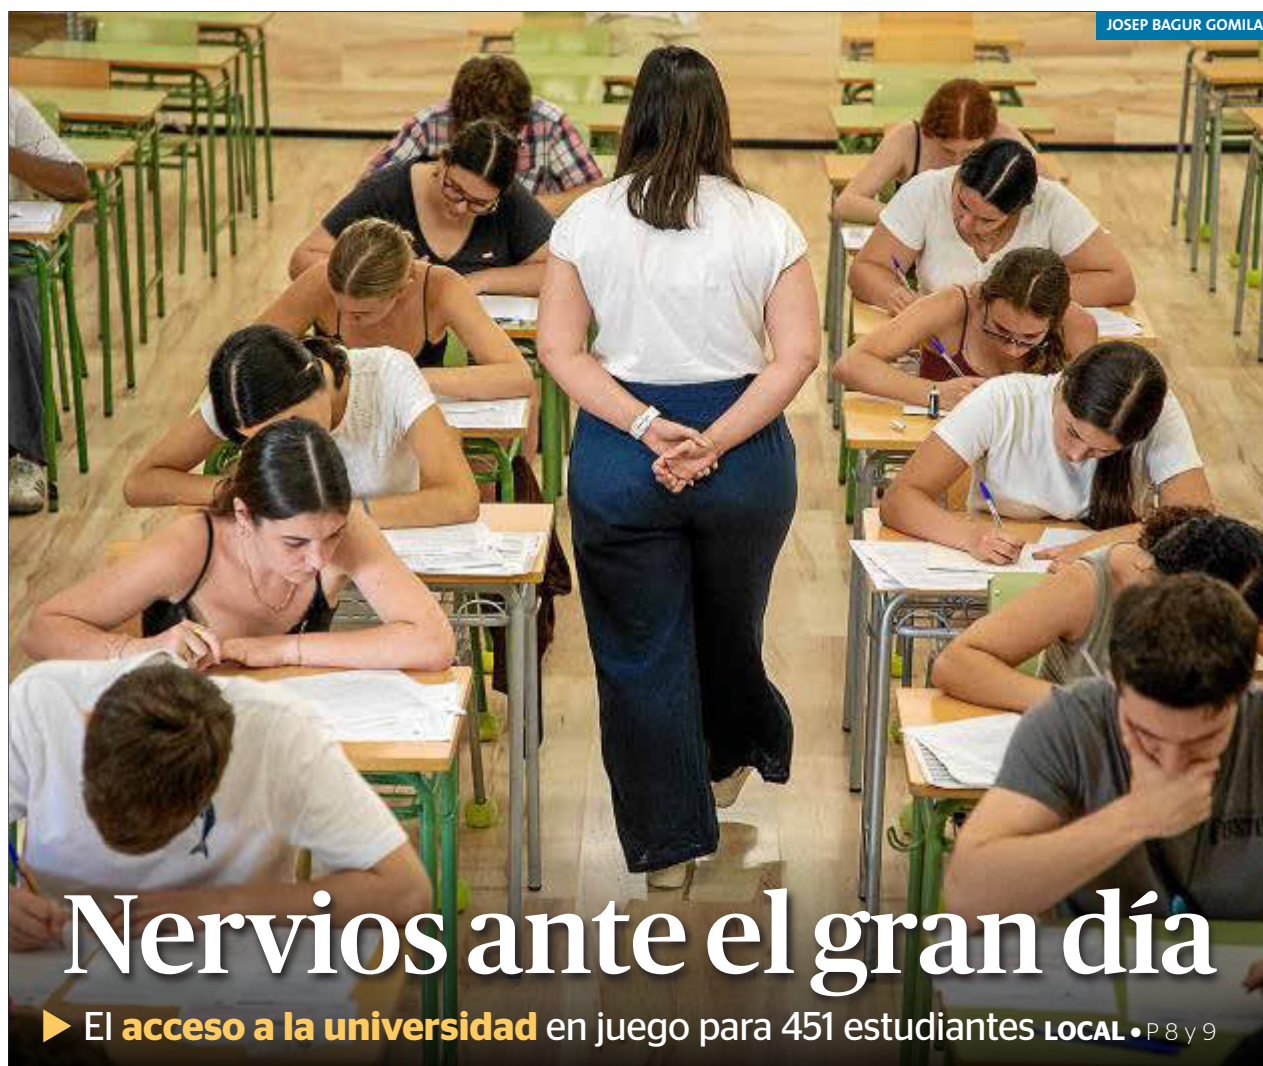 JOSEP BAGUR GOMILA
Nervios ante el gran día
El acceso a la universidad en juego para 451 estudiantes LOCAL • P 8 y 9